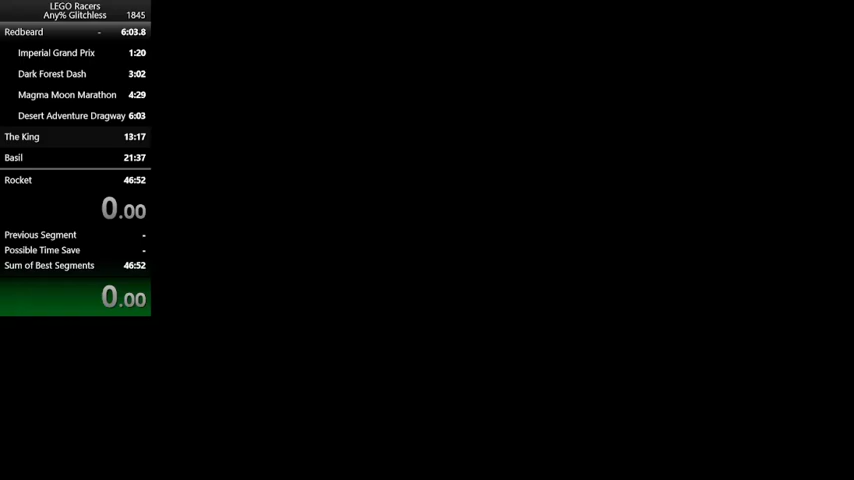 LEGO Racers
Any% Glitchless 1845
Redbeard - 6:03.8
Imperial Grand Prix 1:20
Dark Forest Dash 3:02
Magma Moon Marathon 4:29
Desert Adventure Dragway 6:03
The King 13:17
Basil 21:37
Rocket 46:52
0.00
Previous Segment -
Possible Time Save -
Sum of Best Segments 46:52
0.00